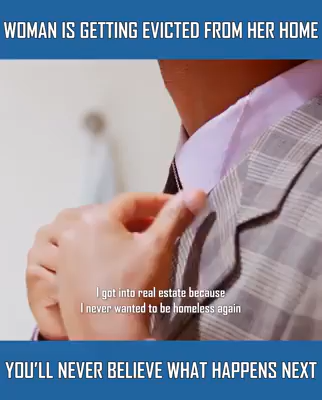 WOMAN IS GETTING EVICTED FROM HER HOME
I got into real estate because
I never wanted to be homeless again
YOU'LL NEVER BELIEVE WHAT HAPPENS NEXT